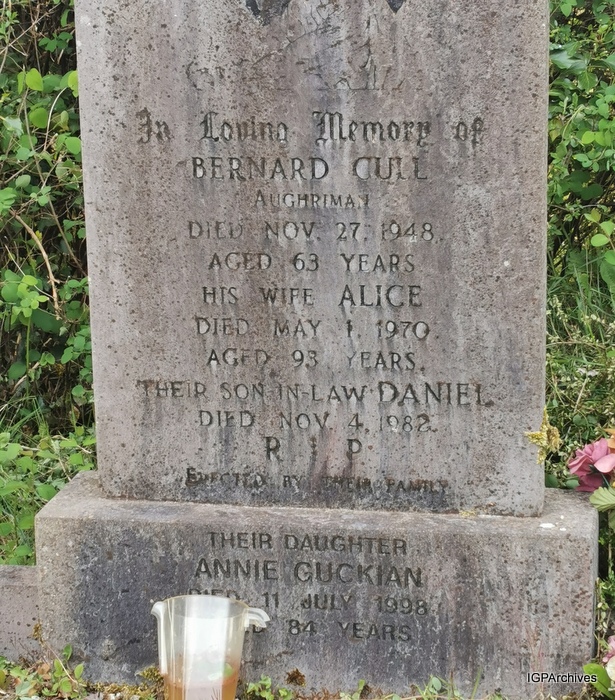 In Loving Memory of
BERNARD CULL
AUGHRIMAN
DIED NOV. 27, 1948,
AGED 63 YEARS
HIS WIFE ALICE
DIED MAY 1, 1970
AGED 93 YEARS.
THEIR SON-IN-LAW DANIEL
DIED NOV. 4, 1982.
R I P
ERECTED BY THEIR FAMILY
THEIR DAUGHTER
ANNIE GUCKIAN
DIED 11 JULY 1998
84 YEARS
IGPArchives